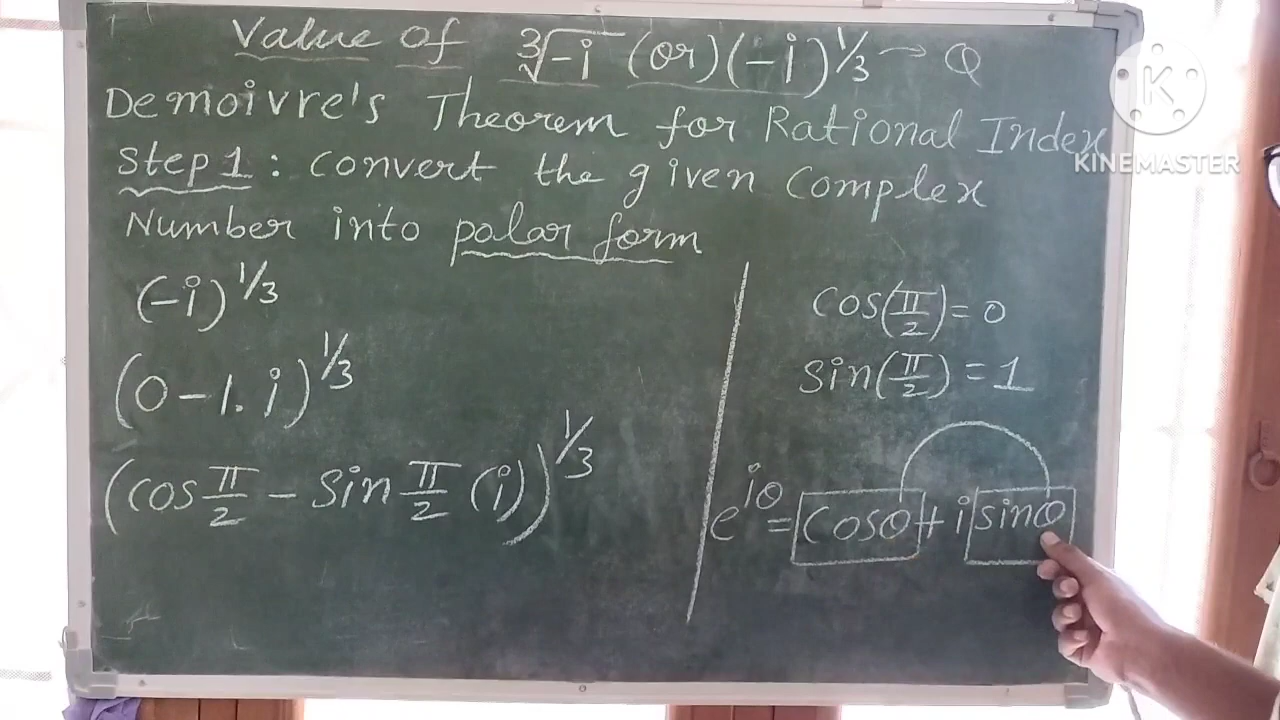 Value of ∛-i (or) (-i)^1/3 → Q
Demoivre's Theorem for Rational Index
Step 1 : Convert the given Complex
Number into polar form
(-i)^1/3
(0 - 1. i)^1/3
(Cos π/2 - Sin π/2 (i))^1/3
Cos(π/2) = 0
Sin(π/2) = 1
e^iθ = Cosθ + i sinθ
K
KINEMASTER